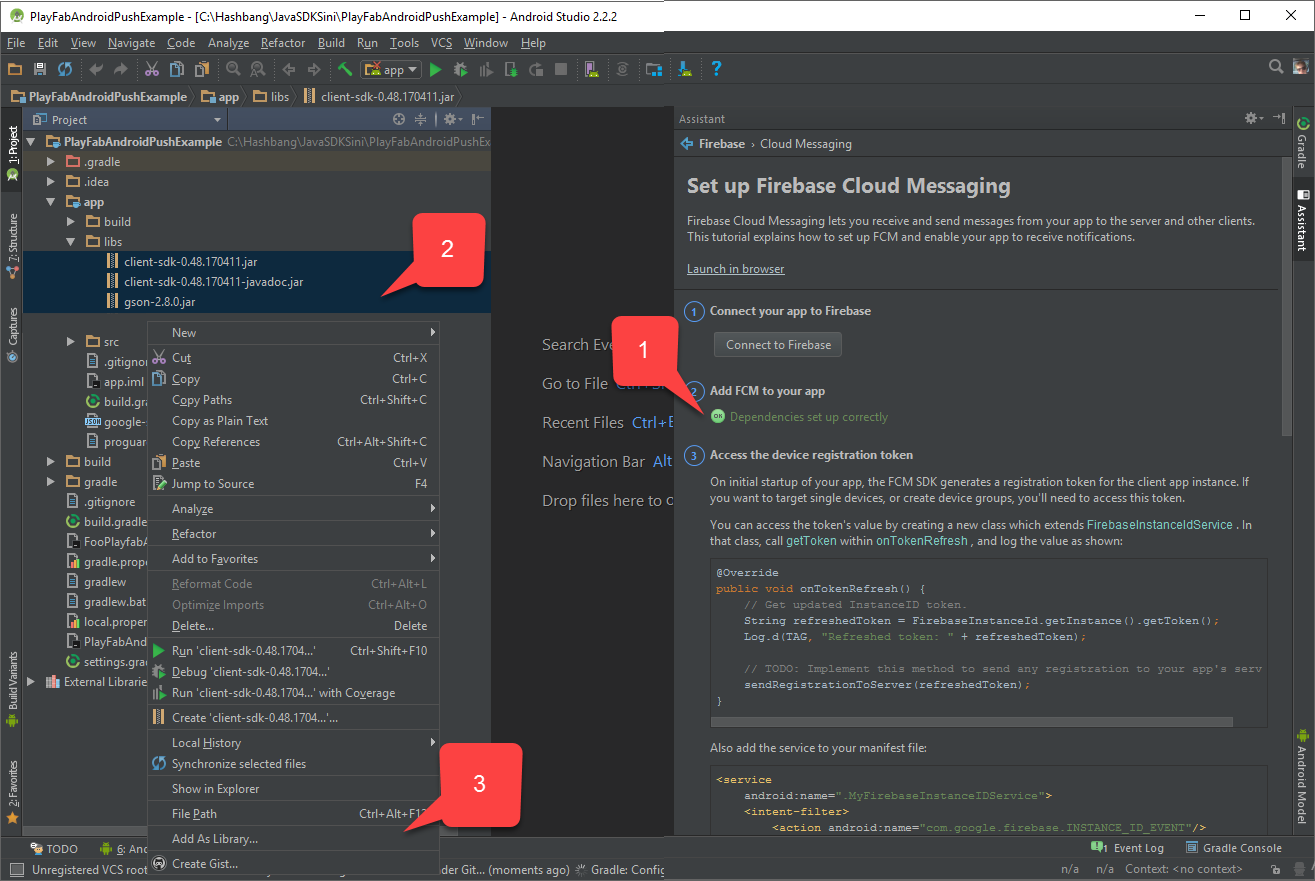 PlayFabAndroidPushExample - [C:\Hashbang\JavaSDKSini\PlayFabAndroidPushExample] - Android Studio 2.2.2
File Edit View Navigate Code Analyze Refactor Build Run Tools VCS Window Help
app
PlayFabAndroidPushExample app libs client-sdk-0.48.170411.jar
1: Project
7: Structure
Captures
Build Variants
2: Favorites
Project
PlayFabAndroidPushExample C:\Hashbang\JavaSDKSini\PlayFabAndroidPushEx
.gradle
.idea
app
build
libs
client-sdk-0.48.170411.jar
client-sdk-0.48.170411-javadoc.jar
gson-2.8.0.jar
src
.gitignor
app.iml
build.gra
google-
proguar
build
gradle
.gitignore
build.gradle
FooPlayfabA
gradle.prope
gradlew
gradlew.bat
local.proper
PlayFabAnd
settings.grad
External Librarie
2
New
Cut Ctrl+X
Copy Ctrl+C
Copy Paths Ctrl+Shift+C
Copy as Plain Text
Copy References Ctrl+Alt+Shift+C
Paste Ctrl+V
Jump to Source F4
Analyze
Refactor
Add to Favorites
Reformat Code Ctrl+Alt+L
Optimize Imports Ctrl+Alt+O
Delete... Delete
Run 'client-sdk-0.48.1704...' Ctrl+Shift+F10
Debug 'client-sdk-0.48.1704...'
Run 'client-sdk-0.48.1704...' with Coverage
Create 'client-sdk-0.48.1704...'...
Local History
Synchronize selected files
Show in Explorer
File Path Ctrl+Alt+F12
Add As Library...
Create Gist...
3
Search Eve
Go to File
Recent Files Ctrl+E
Navigation Bar Alt
Drop files here to o
1
Assistant
Firebase › Cloud Messaging
Set up Firebase Cloud Messaging
Firebase Cloud Messaging lets you receive and send messages from your app to the server and other clients.
This tutorial explains how to set up FCM and enable your app to receive notifications.
Launch in browser
1 Connect your app to Firebase
Connect to Firebase
2 Add FCM to your app
OK Dependencies set up correctly
3 Access the device registration token
On initial startup of your app, the FCM SDK generates a registration token for the client app instance. If
you want to target single devices, or create device groups, you'll need to access this token.
You can access the token's value by creating a new class which extends FirebaseInstanceIdService . In
that class, call getToken within onTokenRefresh , and log the value as shown:
@Override
public void onTokenRefresh() {
// Get updated InstanceID token.
String refreshedToken = FirebaseInstanceId.getInstance().getToken();
Log.d(TAG, "Refreshed token: " + refreshedToken);
// TODO: Implement this method to send any registration to your app's serv
sendRegistrationToServer(refreshedToken);
}
Also add the service to your manifest file:
<service
android:name=".MyFirebaseInstanceIDService">
<intent-filter>
<action android:name="com.google.firebase.INSTANCE_ID_EVENT"/>
Gradle
Assistant
Android Model
TODO 6: And
1 Event Log Gradle Console
Unregistered VCS root
der Git... (moments ago) Gradle: Config
n/a n/a Context: <no context>